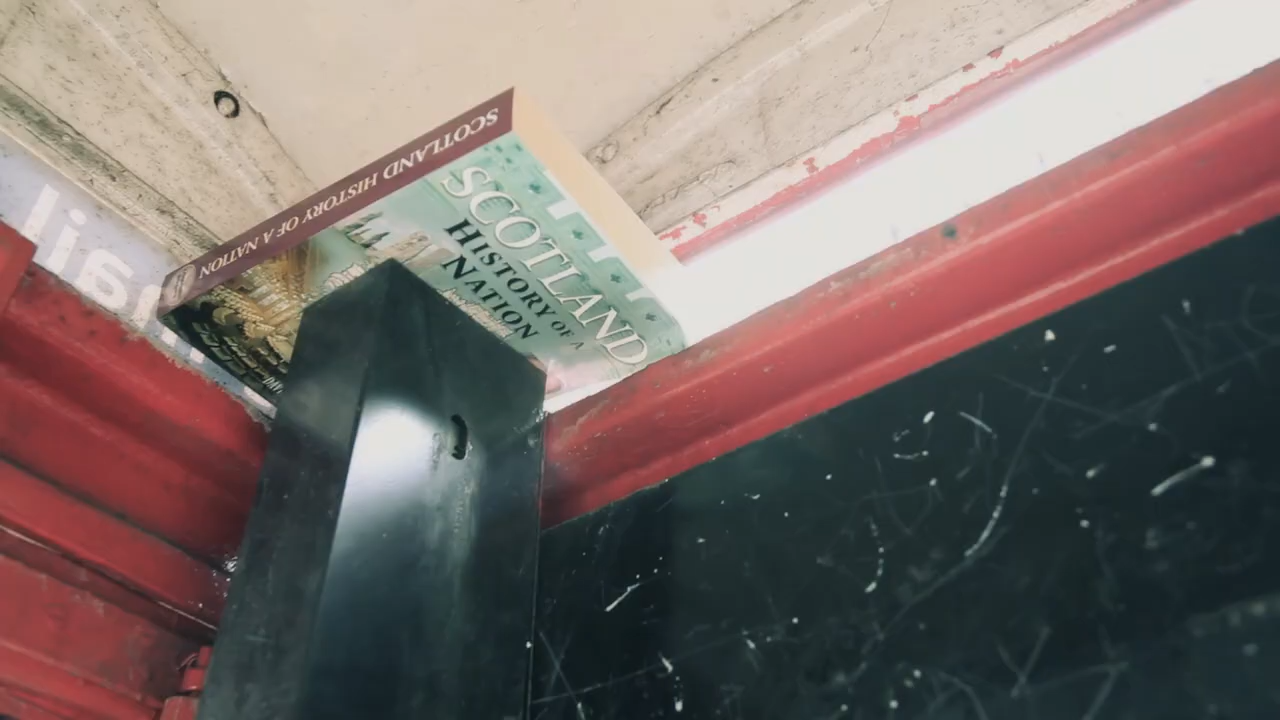 SCOTLAND HISTORY OF A NATION
SCOTLAND
HISTORY OF A
NATION